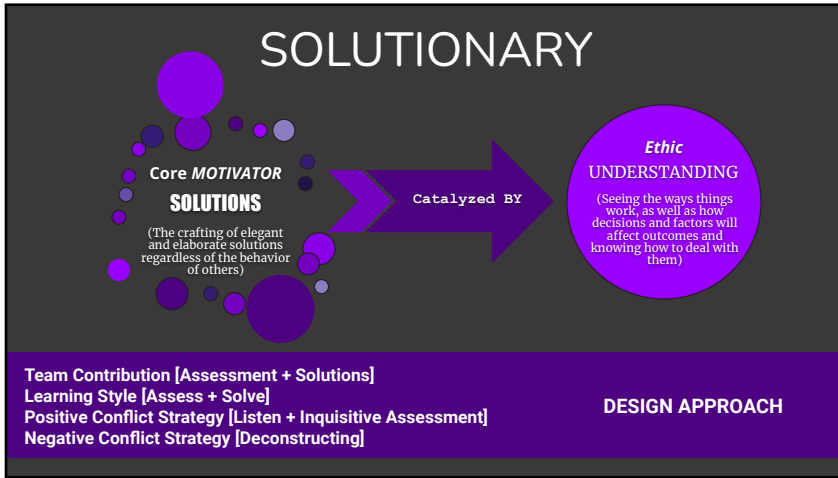 SOLUTIONARY
Core MOTIVATOR
SOLUTIONS
(The crafting of elegant
and elaborate solutions
regardless of the behavior
of others)
Catalyzed BY
Ethic
UNDERSTANDING
(Seeing the ways things
work, as well as how
decisions and factors will
affect outcomes and
knowing how to deal with
them)
Team Contribution [Assessment + Solutions]
Learning Style [Assess + Solve]
Positive Conflict Strategy [Listen + Inquisitive Assessment]
Negative Conflict Strategy [Deconstructing]
DESIGN APPROACH